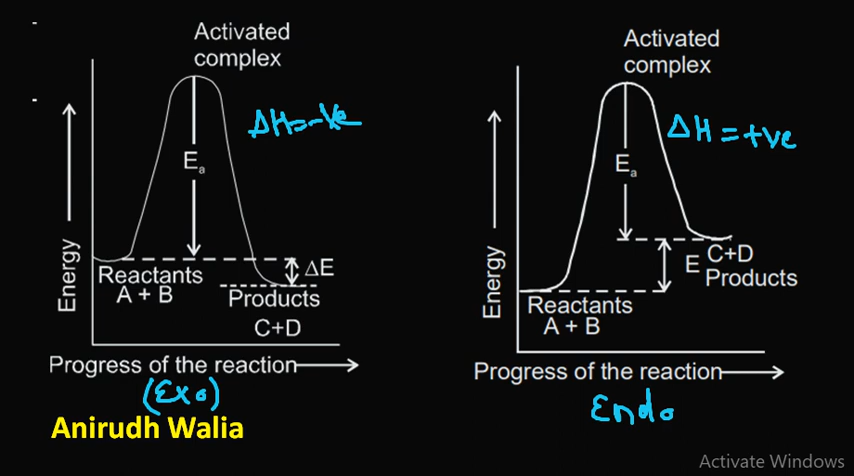 Activated
complex
ΔH=-ve
Eₐ
Energy
Reactants
A + B
ΔE
Products
C+D
Progress of the reaction
(Exo)
Anirudh Walia
Activated
complex
ΔH=+ve
Eₐ
Energy
E
C+D
Products
Reactants
A + B
Progress of the reaction
Endo
Activate Windows